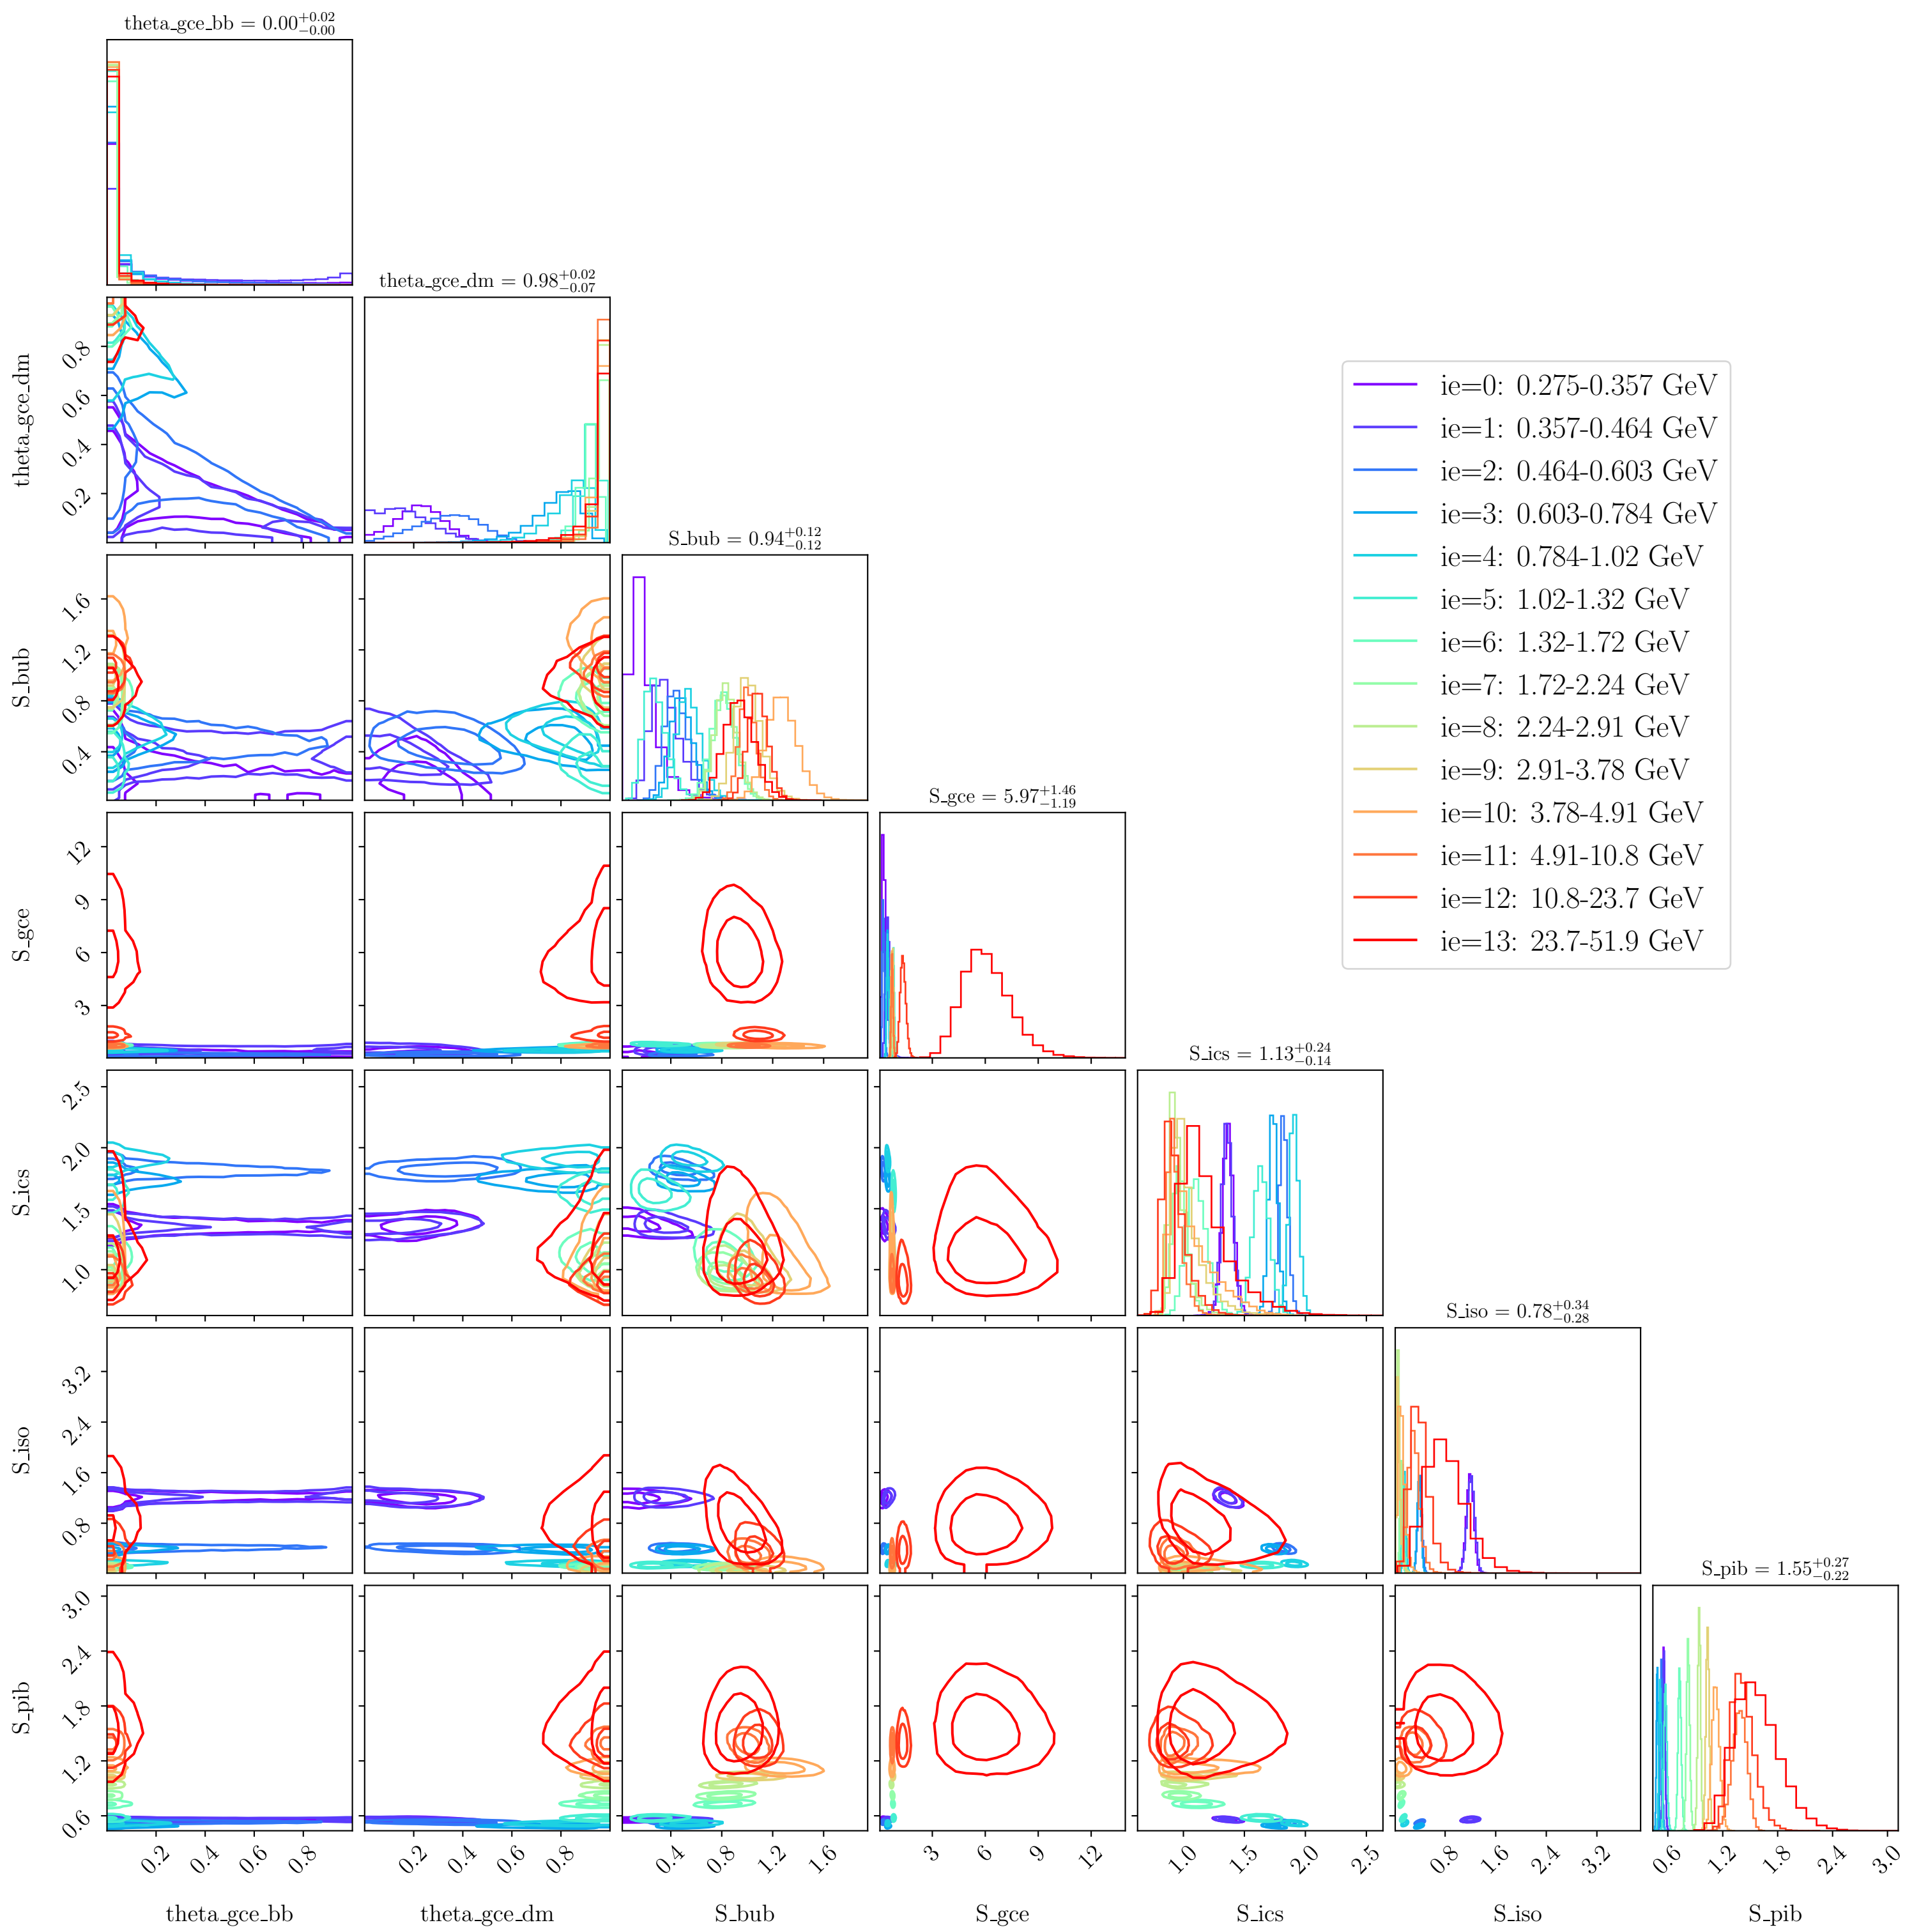 theta_gce_bb = 0.00+0.02−0.00
theta_gce_dm = 0.98+0.02−0.07
0.8
0.6
0.4
0.2
theta_gce_dm
ie=0: 0.275-0.357 GeV
ie=1: 0.357-0.464 GeV
ie=2: 0.464-0.603 GeV
ie=3: 0.603-0.784 GeV
ie=4: 0.784-1.02 GeV
ie=5: 1.02-1.32 GeV
ie=6: 1.32-1.72 GeV
ie=7: 1.72-2.24 GeV
ie=8: 2.24-2.91 GeV
ie=9: 2.91-3.78 GeV
ie=10: 3.78-4.91 GeV
ie=11: 4.91-10.8 GeV
ie=12: 10.8-23.7 GeV
ie=13: 23.7-51.9 GeV
S_bub = 0.94+0.12−0.12
1.6
1.2
0.8
0.4
S_bub
S_gce = 5.97+1.46−1.19
12
9
6
3
S_gce
S_ics = 1.13+0.24−0.14
2.5
2.0
1.5
1.0
S_ics
S_iso = 0.78+0.34−0.28
3.2
2.4
1.6
0.8
S_iso
S_pib = 1.55+0.27−0.22
3.0
2.4
1.8
1.2
0.6
S_pib
0.2 0.4 0.6 0.8 0.2 0.4 0.6 0.8 0.4 0.8 1.2 1.6 3 6 9 12 1.0 1.5 2.0 2.5 0.8 1.6 2.4 3.2 0.6 1.2 1.8 2.4 3.0
theta_gce_bb theta_gce_dm S_bub S_gce S_ics S_iso S_pib